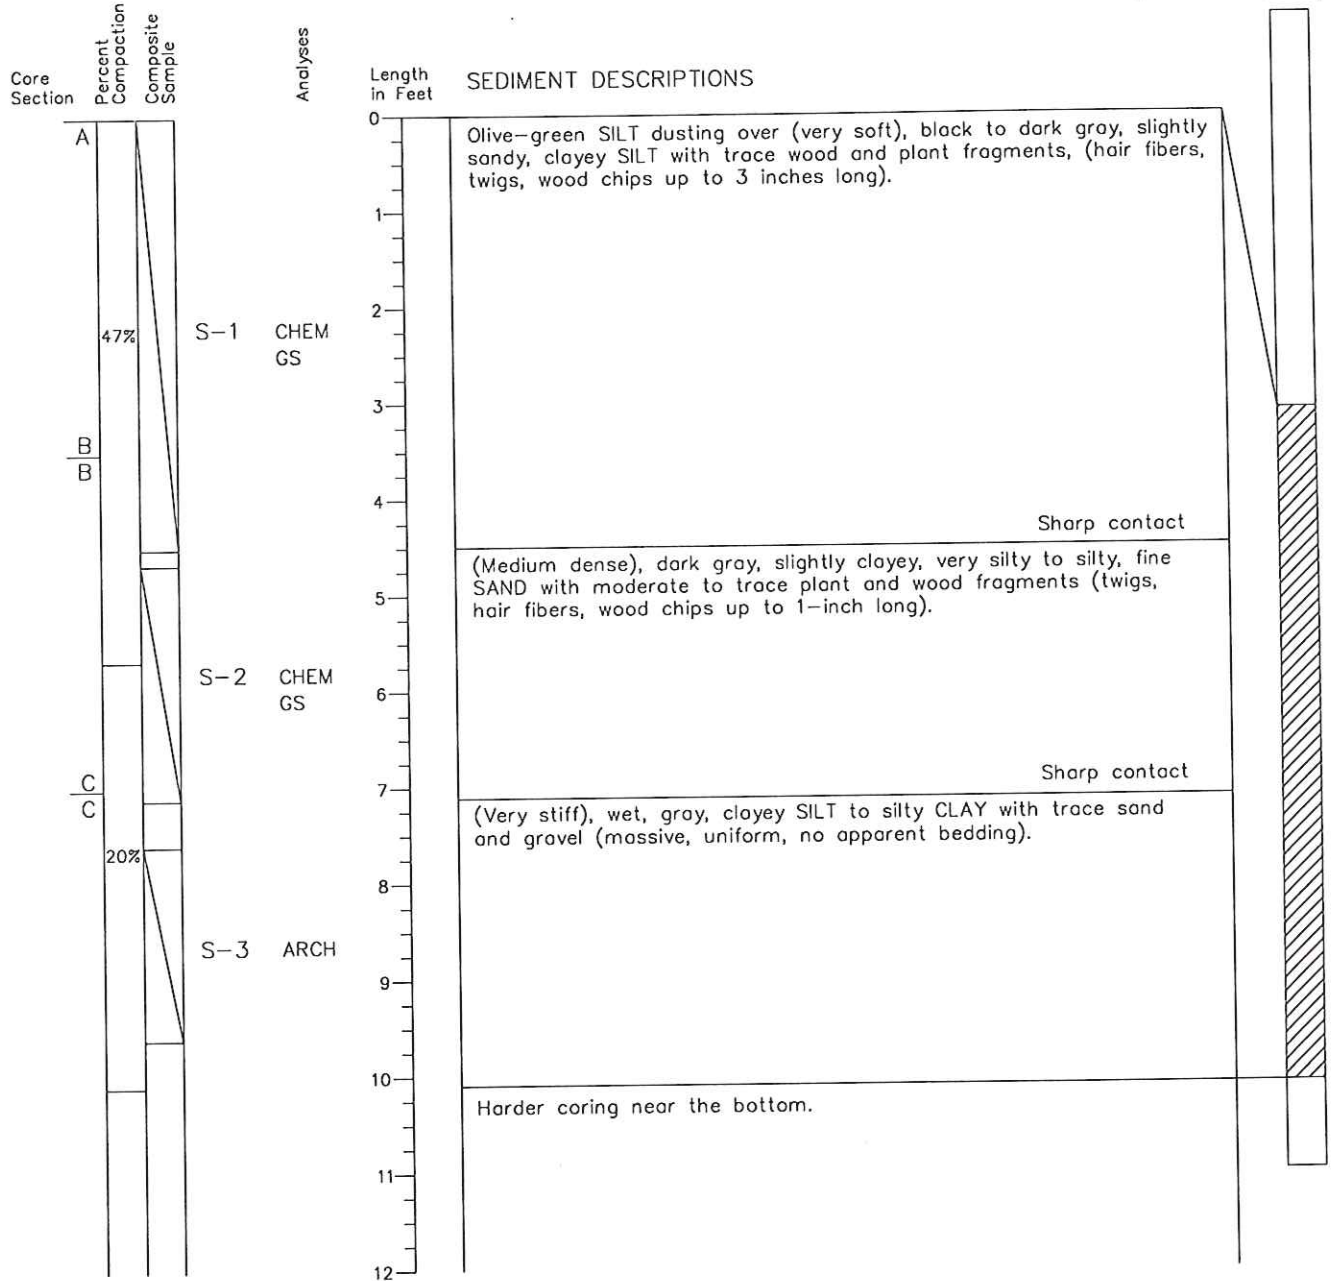 Core
Section
Percent
Compaction
Composite
Sample
Analyses
Length
in Feet
SEDIMENT DESCRIPTIONS
0
A
Olive-green SILT dusting over (very soft), black to dark gray, slightly
sandy, clayey SILT with trace wood and plant fragments, (hair fibers,
twigs, wood chips up to 3 inches long).
1
2
47%
S-1 CHEM
GS
3
B
B
4
Sharp contact
(Medium dense), dark gray, slightly clayey, very silty to silty, fine
SAND with moderate to trace plant and wood fragments (twigs,
hair fibers, wood chips up to 1-inch long).
5
S-2 CHEM
GS
6
Sharp contact
C
C
7
(Very stiff), wet, gray, clayey SILT to silty CLAY with trace sand
and gravel (massive, uniform, no apparent bedding).
20%
8
S-3 ARCH
9
10
Harder coring near the bottom.
11
12